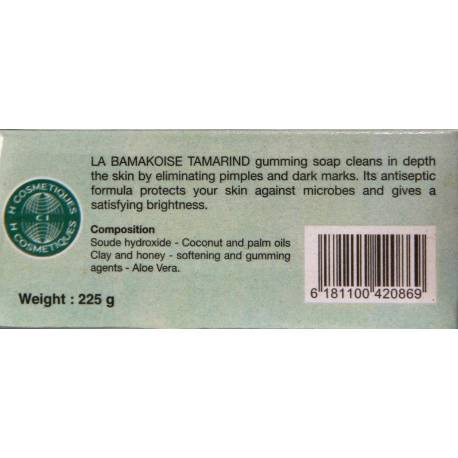 LA BAMAKOISE TAMARIND gumming soap cleans in depth
the skin by eliminating pimples and dark marks. Its antiseptic
formula protects your skin against microbes and gives a
satisfying brightness.
H COSMETIQUES
CI
H COSMETIQUES
Composition
Soude hydroxide - Coconut and palm oils
Clay and honey - softening and gumming
agents - Aloe Vera.
6 181100 420869
Weight : 225 g